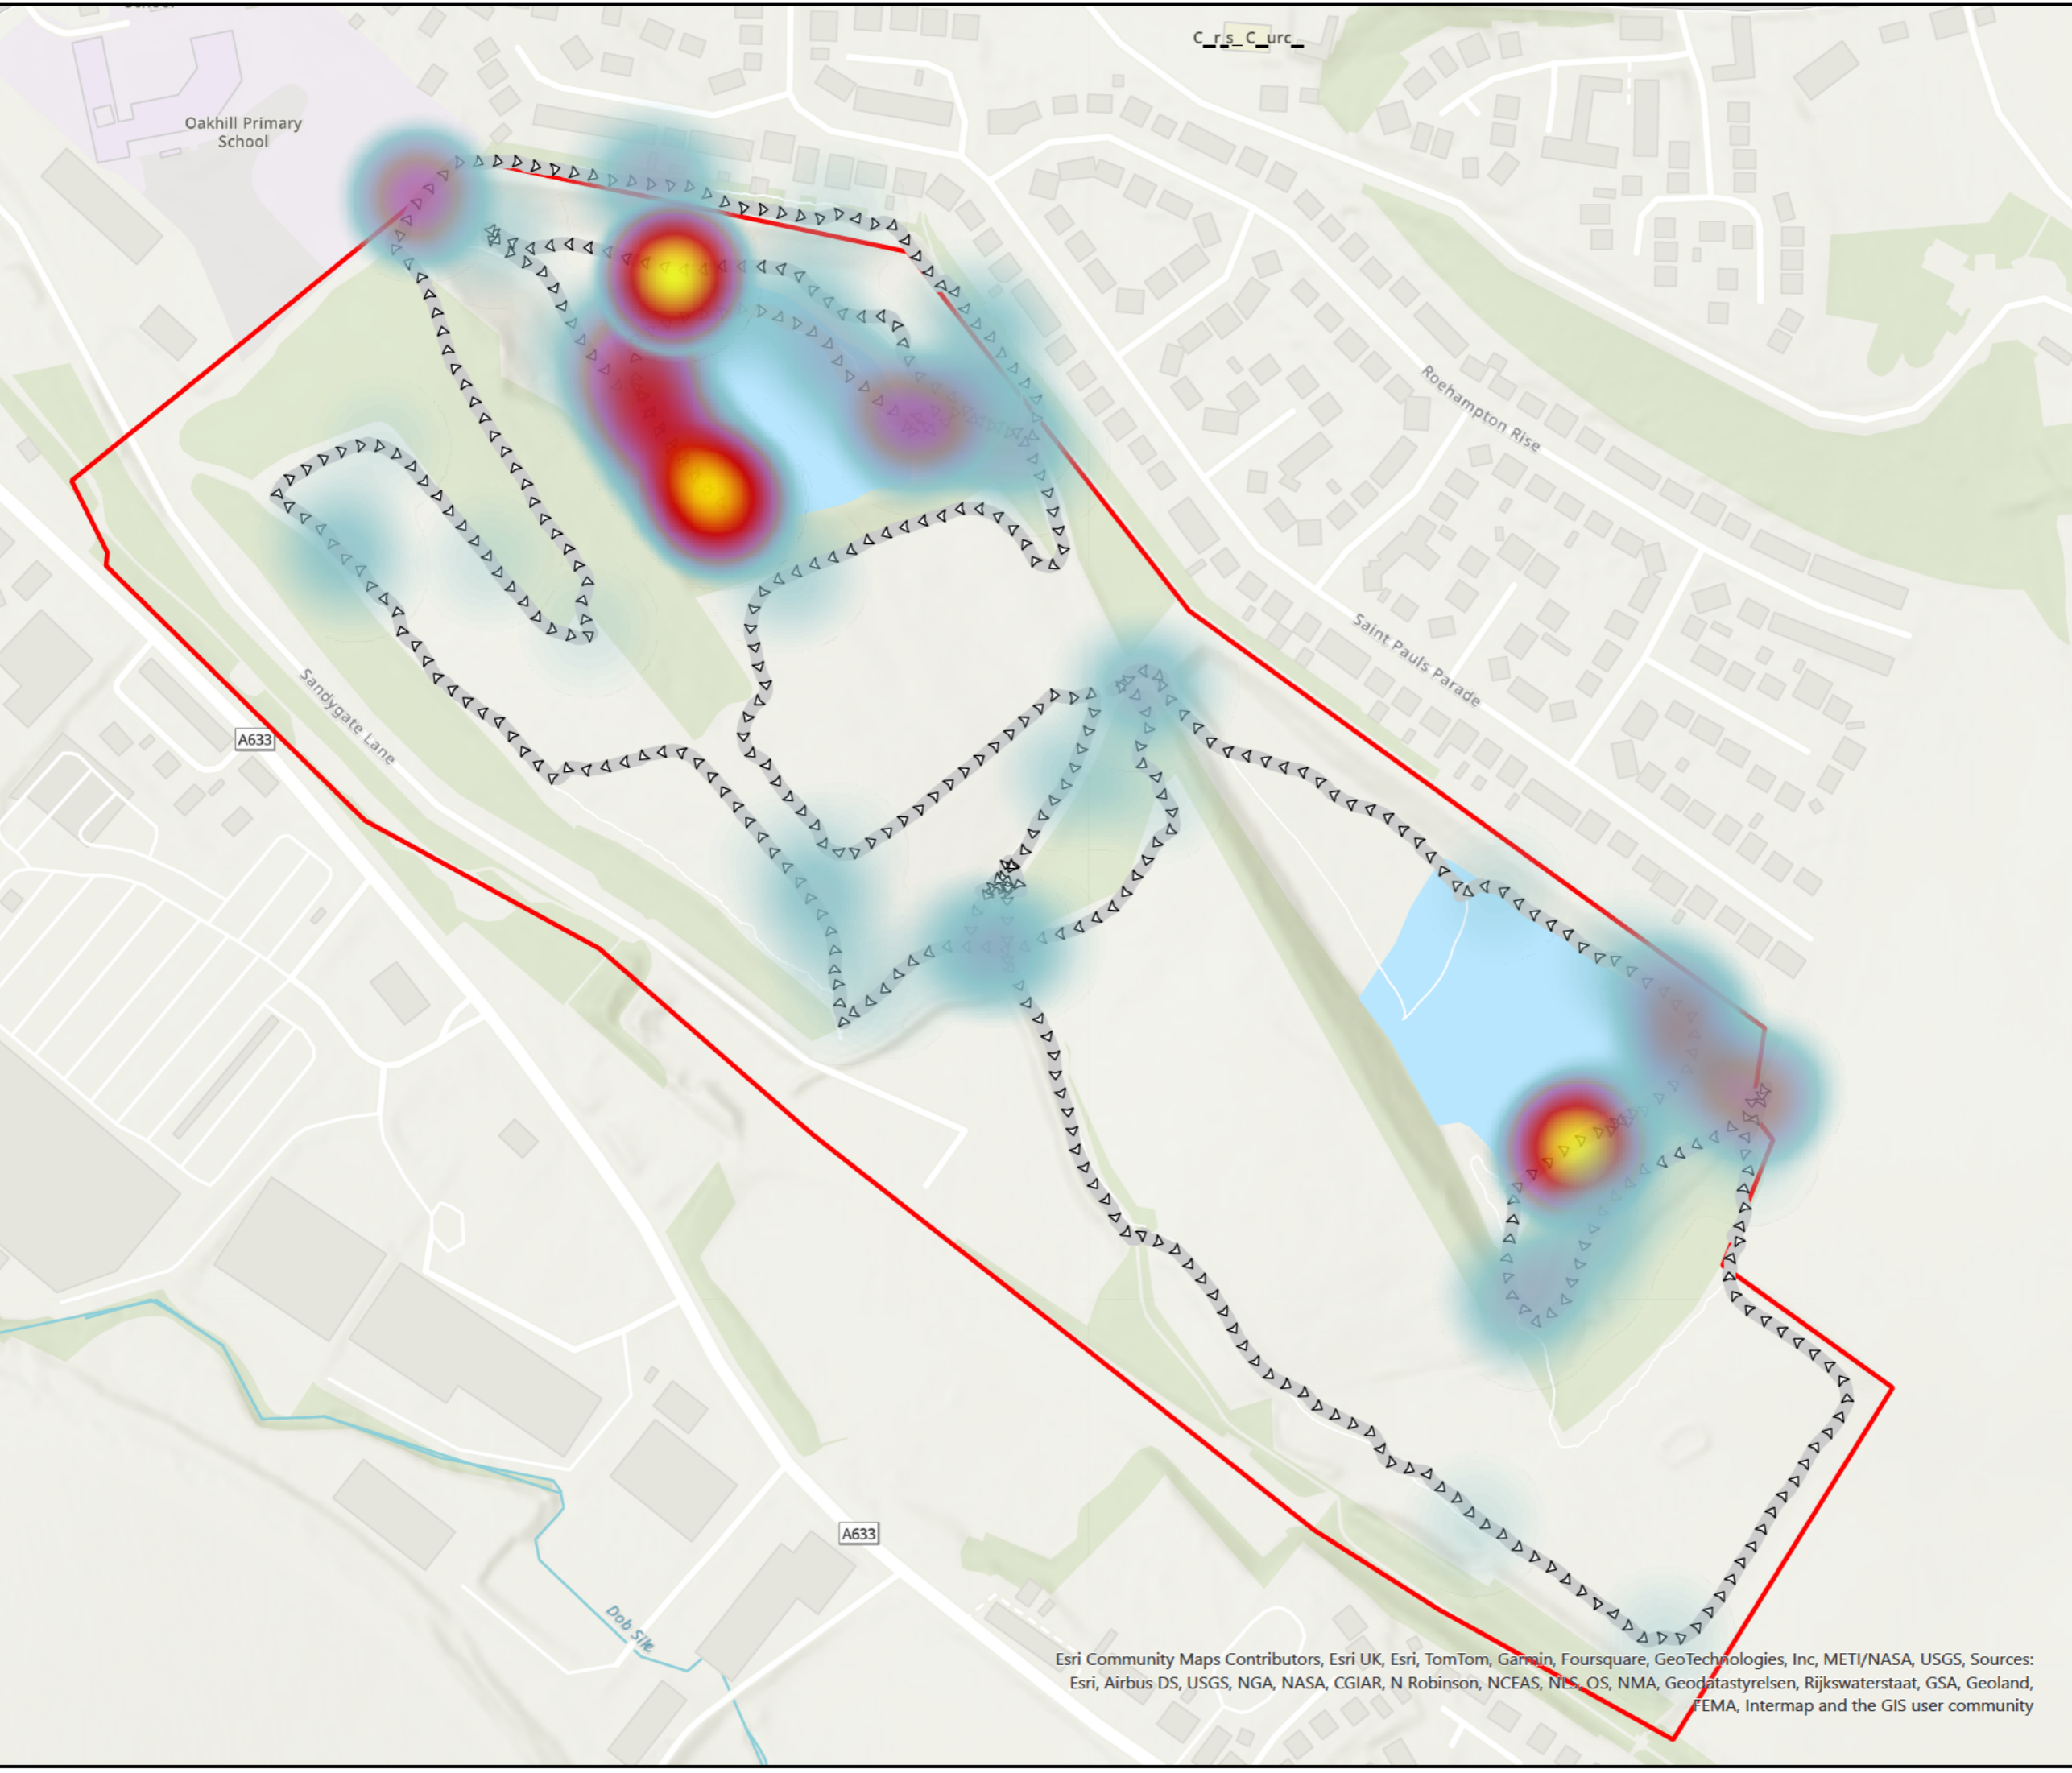 C_r_s_ C_urc_
Oakhill Primary
School
Roehampton Rise
Saint Pauls Parade
Sandygate Lane
A633
A633
Dob Sike
Esri Community Maps Contributors, Esri UK, Esri, TomTom, Garmin, Foursquare, GeoTechnologies, Inc, METI/NASA, USGS, Sources:
Esri, Airbus DS, USGS, NGA, NASA, CGIAR, N Robinson, NCEAS, NLS, OS, NMA, Geodatastyrelsen, Rijkswaterstaat, GSA, Geoland,
FEMA, Intermap and the GIS user community